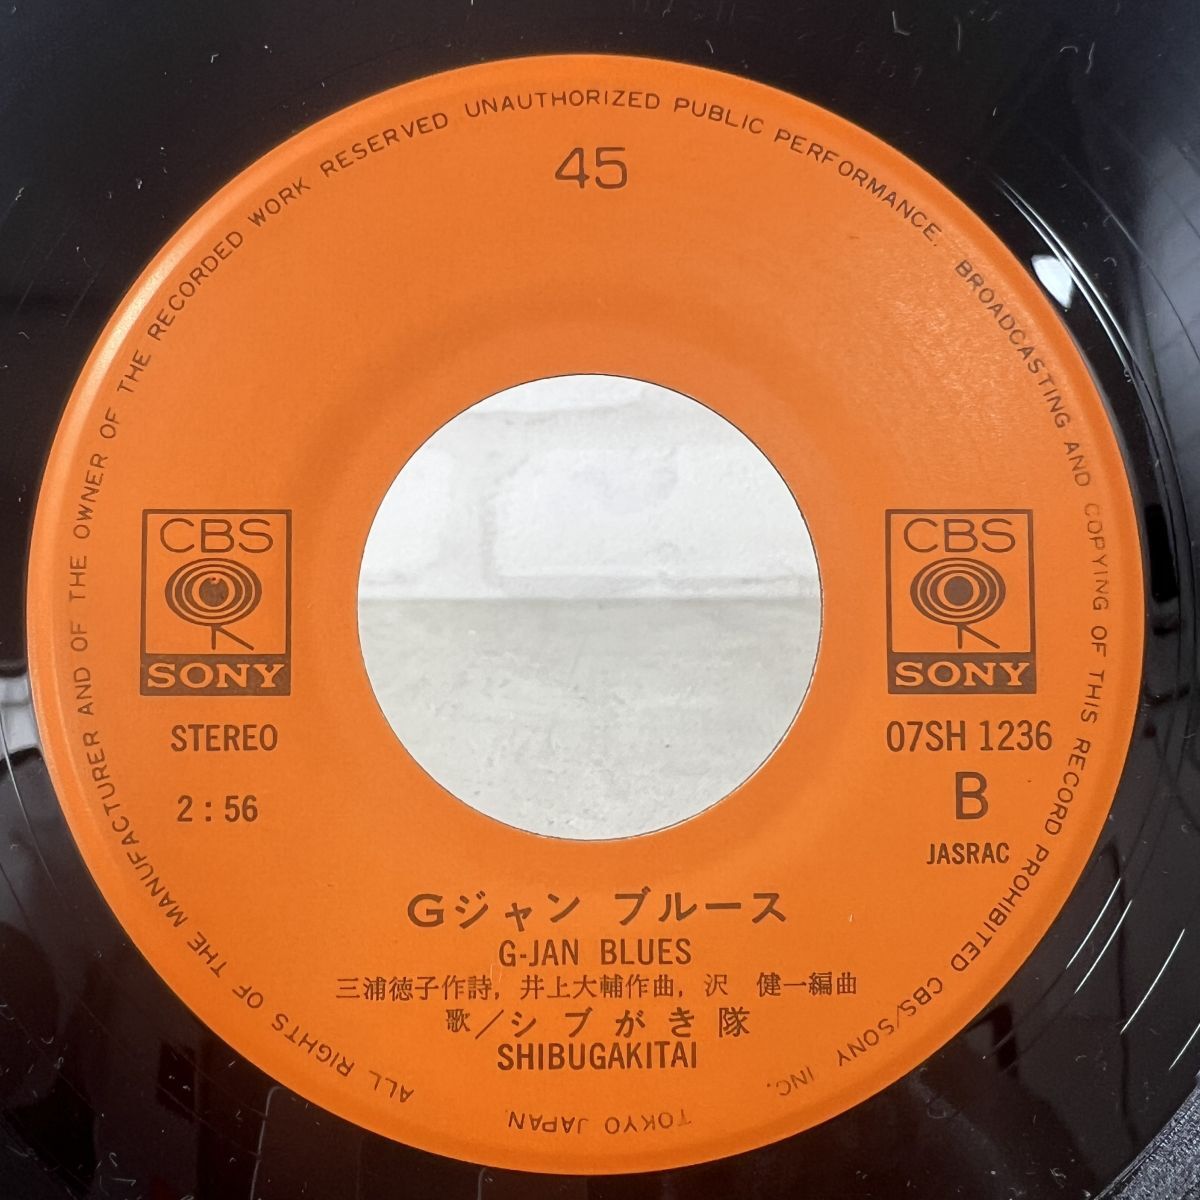 ALL RIGHTS OF THE MANUFACTURER AND OF THE OWNER OF THE RECORDED WORK RESERVED UNAUTHORIZED PUBLIC PERFORMANCE, BROADCASTING AND COPYING OF THIS RECORD PROHIBITED CBS/SONY INC.
TOKYO JAPAN.
45
CBS
SONY
CBS
SONY
STEREO
2:56
07SH 1236
B
JASRAC
Gジャン ブルース
G-JAN BLUES
三浦徳子作詩, 井上大輔作曲, 沢 健一編曲
歌/シブがき隊
SHIBUGAKITAI